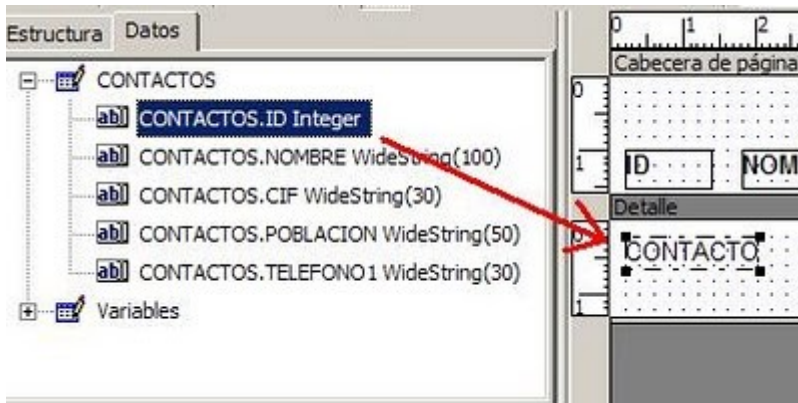 Estructura Datos
CONTACTOS
CONTACTOS.ID Integer
CONTACTOS.NOMBRE WideString(100)
CONTACTOS.CIF WideString(30)
CONTACTOS.POBLACION WideString(50)
CONTACTOS.TELEFONO1 WideString(30)
Variables
0 1 2
Cabecera de página
0
1
ID NOM
Detalle
0
CONTACTO
1